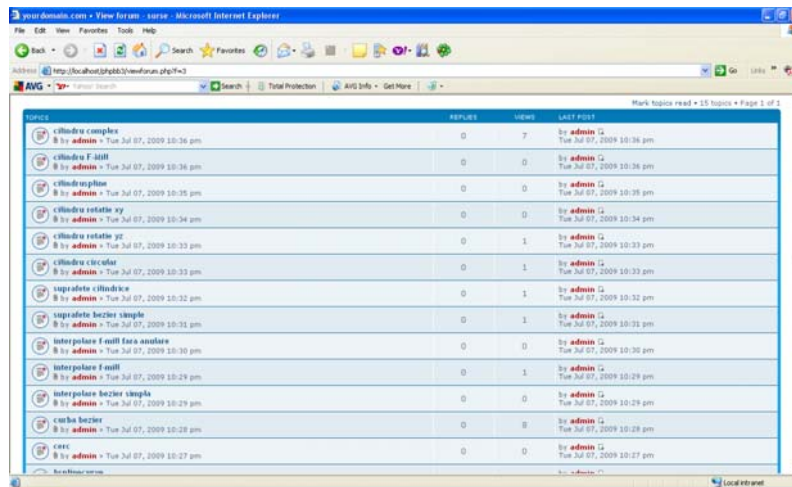 yourdomain.com • View forum - surse - Microsoft Internet Explorer
File Edit View Favorites Tools Help
Back Search Favorites
Address http://localhost/phpbb3/viewforum.php?f=3 Go Links
AVG Yahoo! Search Search Total Protection AVG Info Get More
Mark topics read • 15 topics • Page 1 of 1
TOPICS REPLIES VIEWS LAST POST
cilindru complex 0 7 by admin
by admin » Tue Jul 07, 2009 10:36 pm Tue Jul 07, 2009 10:36 pm
cilindru F-Mill 0 0 by admin
by admin » Tue Jul 07, 2009 10:36 pm Tue Jul 07, 2009 10:36 pm
cilindruspline 0 0 by admin
by admin » Tue Jul 07, 2009 10:35 pm Tue Jul 07, 2009 10:35 pm
cilindru rotatie xy 0 0 by admin
by admin » Tue Jul 07, 2009 10:34 pm Tue Jul 07, 2009 10:34 pm
cilindru rotatie yz 0 1 by admin
by admin » Tue Jul 07, 2009 10:33 pm Tue Jul 07, 2009 10:33 pm
cilindru circular 0 1 by admin
by admin » Tue Jul 07, 2009 10:33 pm Tue Jul 07, 2009 10:33 pm
suprafete cilindrice 0 1 by admin
by admin » Tue Jul 07, 2009 10:32 pm Tue Jul 07, 2009 10:32 pm
suprafete bezier simple 0 1 by admin
by admin » Tue Jul 07, 2009 10:31 pm Tue Jul 07, 2009 10:31 pm
interpolare f-mill fara anulare 0 0 by admin
by admin » Tue Jul 07, 2009 10:30 pm Tue Jul 07, 2009 10:30 pm
interpolare f-mill 0 1 by admin
by admin » Tue Jul 07, 2009 10:29 pm Tue Jul 07, 2009 10:29 pm
interpolare bezier simpla 0 0 by admin
by admin » Tue Jul 07, 2009 10:29 pm Tue Jul 07, 2009 10:29 pm
curba bezier 0 8 by admin
by admin » Tue Jul 07, 2009 10:28 pm Tue Jul 07, 2009 10:28 pm
cerc 0 0 by admin
by admin » Tue Jul 07, 2009 10:27 pm Tue Jul 07, 2009 10:27 pm
by admin
Local intranet